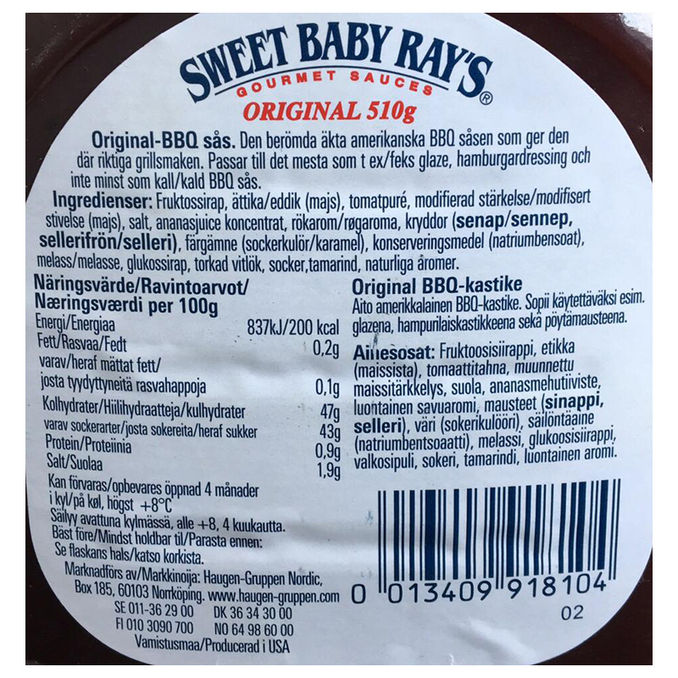 SWEET BABY RAY'S®
GOURMET SAUCES
ORIGINAL 510g
Original-BBQ sås. Den berömda äkta amerikanska BBQ såsen som ger den
där riktiga grillsmaken. Passar till det mesta som t ex/feks glaze, hamburgardressing och
inte minst som kall/kald BBQ sås.
Ingredienser: Fruktossirap, ättika/eddik (majs), tomatpuré, modifierad stärkelse/modifisert
stivelse (majs), salt, ananasjuice koncentrat, rökarom/røgaroma, kryddor (senap/sennep,
sellerifrön/selleri), färgämne (sockerkulör/karamel), konserveringsmedel (natriumbensoat),
melass/melasse, glukossirap, torkad vitlök, socker,tamarind, naturliga åromer.
Näringsvärde/Ravintoarvot/
Næringsværdi per 100g
Energi/Energiaa 837kJ/200 kcal
Fett/Rasvaa/Fedt 0,2g
varav/heraf mättat fett/
josta tyydyttyneitä rasvahappoja 0,1g
Kolhydrater/Hiilihydraatteja/kulhydrater 47g
varav sockerarter/josta sokereita/heraf sukker 43g
Protein/Proteiinia 0,9g
Salt/Suolaa 1,9g
Kan förvaras/opbevares öppnad 4 månader
i kyl/på køl, högst +8°C
Säilyy avattuna kylmässä, alle +8, 4 kuukautta.
Bäst före/Mindst holdbar til/Parasta ennen:
Se flaskans hals/katso korkista.
Marknadförs av/Markkinoija: Haugen-Gruppen Nordic,
Box 185, 60103 Norrköping. www.haugen-gruppen.com
SE 011-36 29 00 DK 36 34 30 00
FI 010 3090 700 NO 64 98 60 00
Vamistusmaa/Producerad i USA
Original BBQ-kastike
Aito amerikkalainen BBQ-kastike. Sopii käytettäväksi esim.
glazena, hampurilaiskastikkeena sekä pöytämausteena.
Ainesosat: Fruktoosisiirappi, etikka
(maissista), tomaattitahna, muunnettu
maissitärkkelys, suola, ananasmehutiiviste,
luontainen savuaromi, mausteet (sinappi,
selleri), väri (sokerikulööri), säilöntäaine
(natriumbentsoaatti), melassi, glukoosisiirappi,
valkosipuli, sokeri, tamarindi, luontainen aromi.
0 013409 918104
02